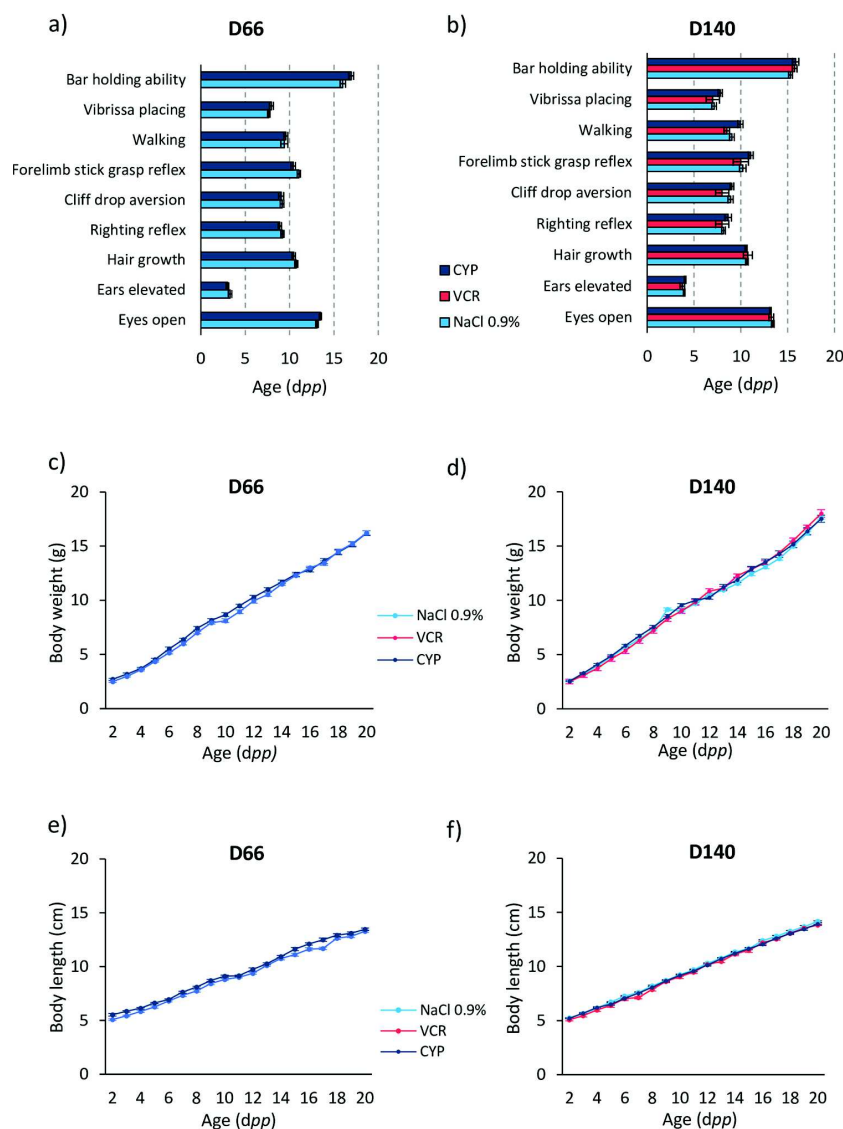 a)
D66
Bar holding ability
Vibrissa placing
Walking
Forelimb stick grasp reflex
Cliff drop aversion
Righting reflex
Hair growth
Ears elevated
Eyes open
0 5 10 15 20
Age (dpp)
CYP
VCR
NaCl 0.9%
b)
D140
Bar holding ability
Vibrissa placing
Walking
Forelimb stick grasp reflex
Cliff drop aversion
Righting reflex
Hair growth
Ears elevated
Eyes open
0 5 10 15 20
Age (dpp)
c)
D66
Body weight (g)
20
15
10
5
0
2 4 6 8 10 12 14 16 18 20
Age (dpp)
NaCl 0.9%
VCR
CYP
d)
D140
Body weight (g)
20
15
10
5
0
2 4 6 8 10 12 14 16 18 20
Age (dpp)
e)
D66
Body length (cm)
20
15
10
5
0
2 4 6 8 10 12 14 16 18 20
Age (dpp)
NaCl 0.9%
VCR
CYP
f)
D140
Body length (cm)
20
15
10
5
0
2 4 6 8 10 12 14 16 18 20
Age (dpp)